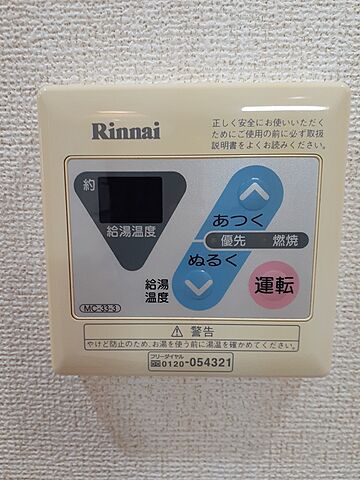 Rinnai
正しく安全にお使いいただく
ためにご使用の前に必ず取扱
説明書をよくお読みください。
約
給湯温度
あつく
優先
燃焼
ぬるく
給湯
温度
運転
MC-33-3
警告
やけど防止のため、お湯を使う前に湯温を確かめてください。
フリーダイヤル
0120-054321